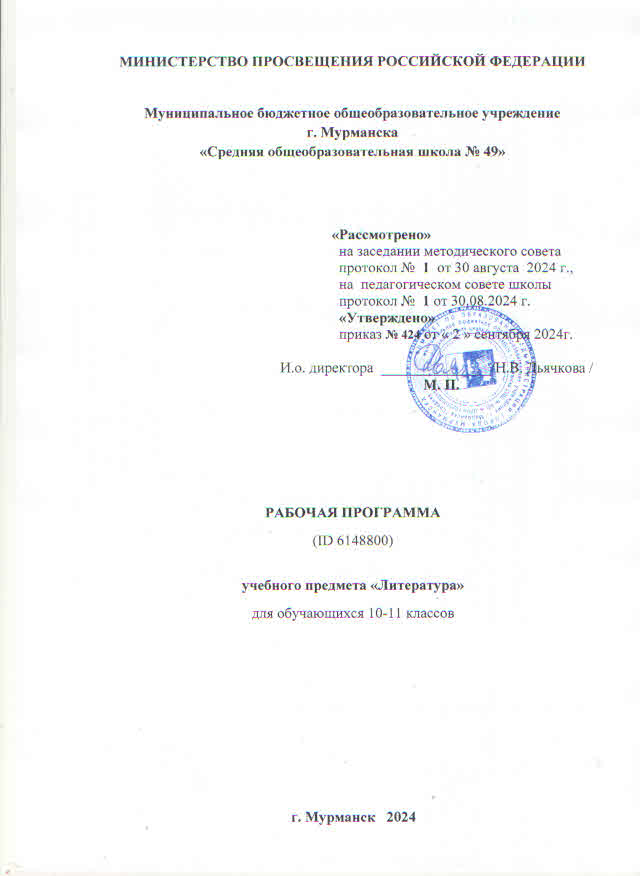 МИНИСТЕРСТВО ПРОСВЕЩЕНИЯ РОССИЙСКОЙ ФЕДЕРАЦИИ
Муниципальное бюджетное общеобразовательное учреждение
г. Мурманска
«Средняя общеобразовательная школа № 49»
«Рассмотрено»
на заседании методического совета
протокол № 1 от 30 августа 2024 г.,
на педагогическом совете школы
протокол № 1 от 30.08.2024 г.
«Утверждено»
приказ № 424 от « 2 » сентября 2024г.
И.о. директора /Н.В. Дьячкова /
М. П.
РАБОЧАЯ ПРОГРАММА
(ID 6148800)
учебного предмета «Литература»
для обучающихся 10-11 классов
г. Мурманск 2024